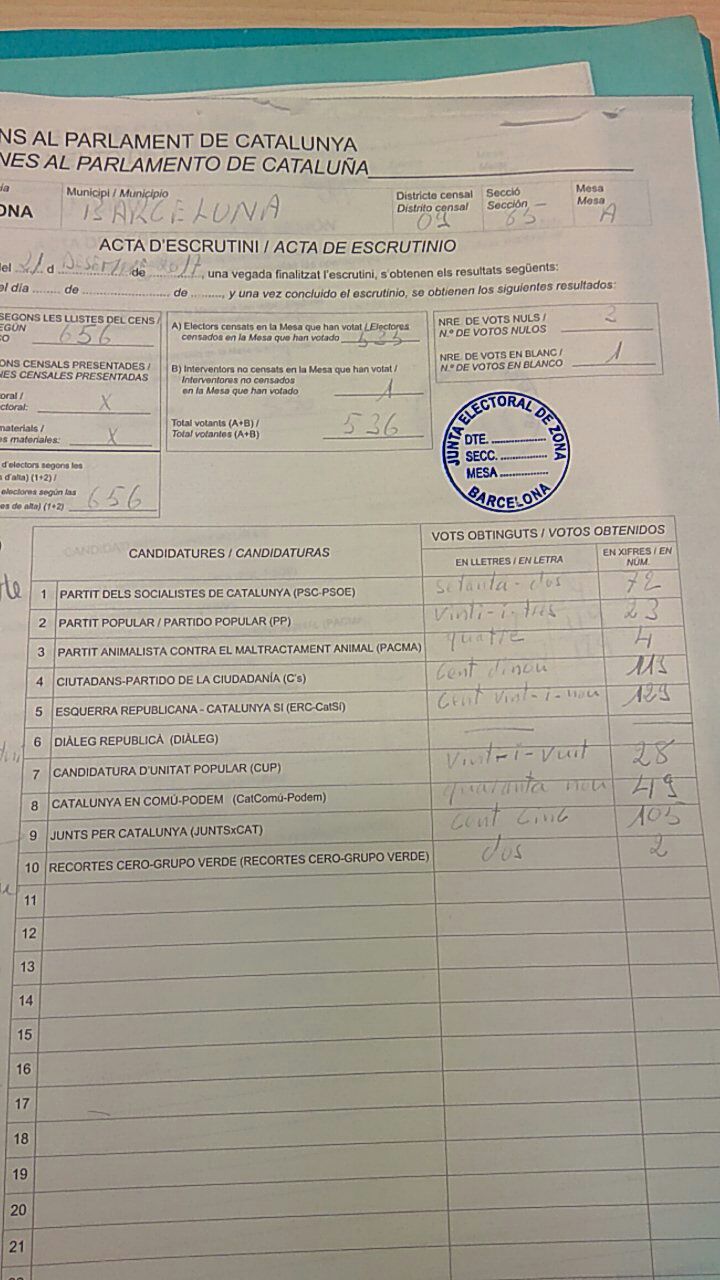 NS AL PARLAMENT DE CATALUNYA
NES AL PARLAMENTO DE CATALUÑA
ia
Municipi / Municipio
Districte censal
Distrito censal
Secció
Sección
Mesa
Mesa
ONA
BARCELUNA
09
63
A
ACTA D'ESCRUTINI / ACTA DE ESCRUTINIO
el 21 d Desembre de 2017, una vegada finalitzat l'escrutini, s'obtenen els resultats següents:
el día ........ de ........................ de ........, y una vez concluido el escrutinio, se obtienen los siguientes resultados:
SEGONS LES LLISTES DEL CENS /
EGÚN
O 656
ONS CENSALS PRESENTADES /
NES CENSALES PRESENTADAS
oral /
ctoral: X
materials /
s materiales: X
d'electors segons les
s d'alta) (1+2) /
electores según las
es de alta) (1+2) 656
A) Electors censats en la Mesa que han votat / Electores
censados en la Mesa que han votado 535
B) Interventors no censats en la Mesa que han votat /
Interventores no censados
en la Mesa que han votado 1
Total votants (A+B) /
Total votantes (A+B) 536
NRE. DE VOTS NULS /
N.º DE VOTOS NULOS
NRE. DE VOTS EN BLANC /
N.º DE VOTOS EN BLANCO 1
JUNTA ELECTORAL DE ZONA
DTE.
SECC.
MESA
BARCELONA
CANDIDATURES / CANDIDATURAS
VOTS OBTINGUTS / VOTOS OBTENIDOS
EN LLETRES / EN LETRA
EN XIFRES / EN
NÚM.
1 PARTIT DELS SOCIALISTES DE CATALUNYA (PSC-PSOE) setanta-dos 72
2 PARTIT POPULAR / PARTIDO POPULAR (PP) vinti-i-tres 23
3 PARTIT ANIMALISTA CONTRA EL MALTRACTAMENT ANIMAL (PACMA) quatre 4
4 CIUTADANS-PARTIDO DE LA CIUDADANÍA (C's) cent dinou 119
5 ESQUERRA REPUBLICANA - CATALUNYA SI (ERC-CatSí) Cent vint-i-nou 129
6 DIÀLEG REPUBLICÀ (DIÀLEG)
7 CANDIDATURA D'UNITAT POPULAR (CUP) vint-i-vuit 28
8 CATALUNYA EN COMÚ-PODEM (CatComú-Podem) quaranta nou 49
9 JUNTS PER CATALUNYA (JUNTSxCAT) cent cinc 105
10 RECORTES CERO-GRUPO VERDE (RECORTES CERO-GRUPO VERDE) dos 2
11
12
13
14
15
16
17
18
19
20
21